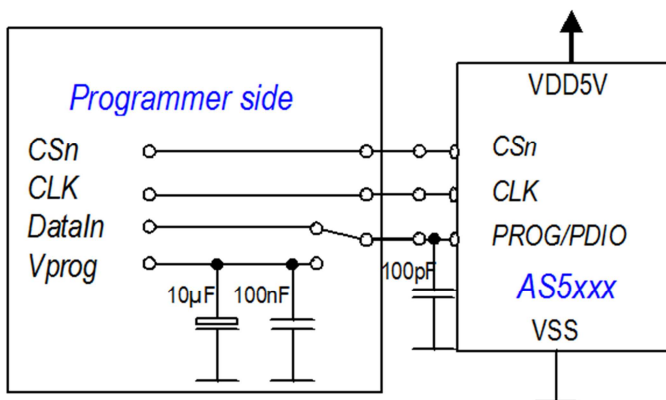 Programmer side
CSn
CLK
DataIn
Vprog
10µF
100nF
100pF
VDD5V
CSn
CLK
PROG/PDIO
AS5xxx
VSS